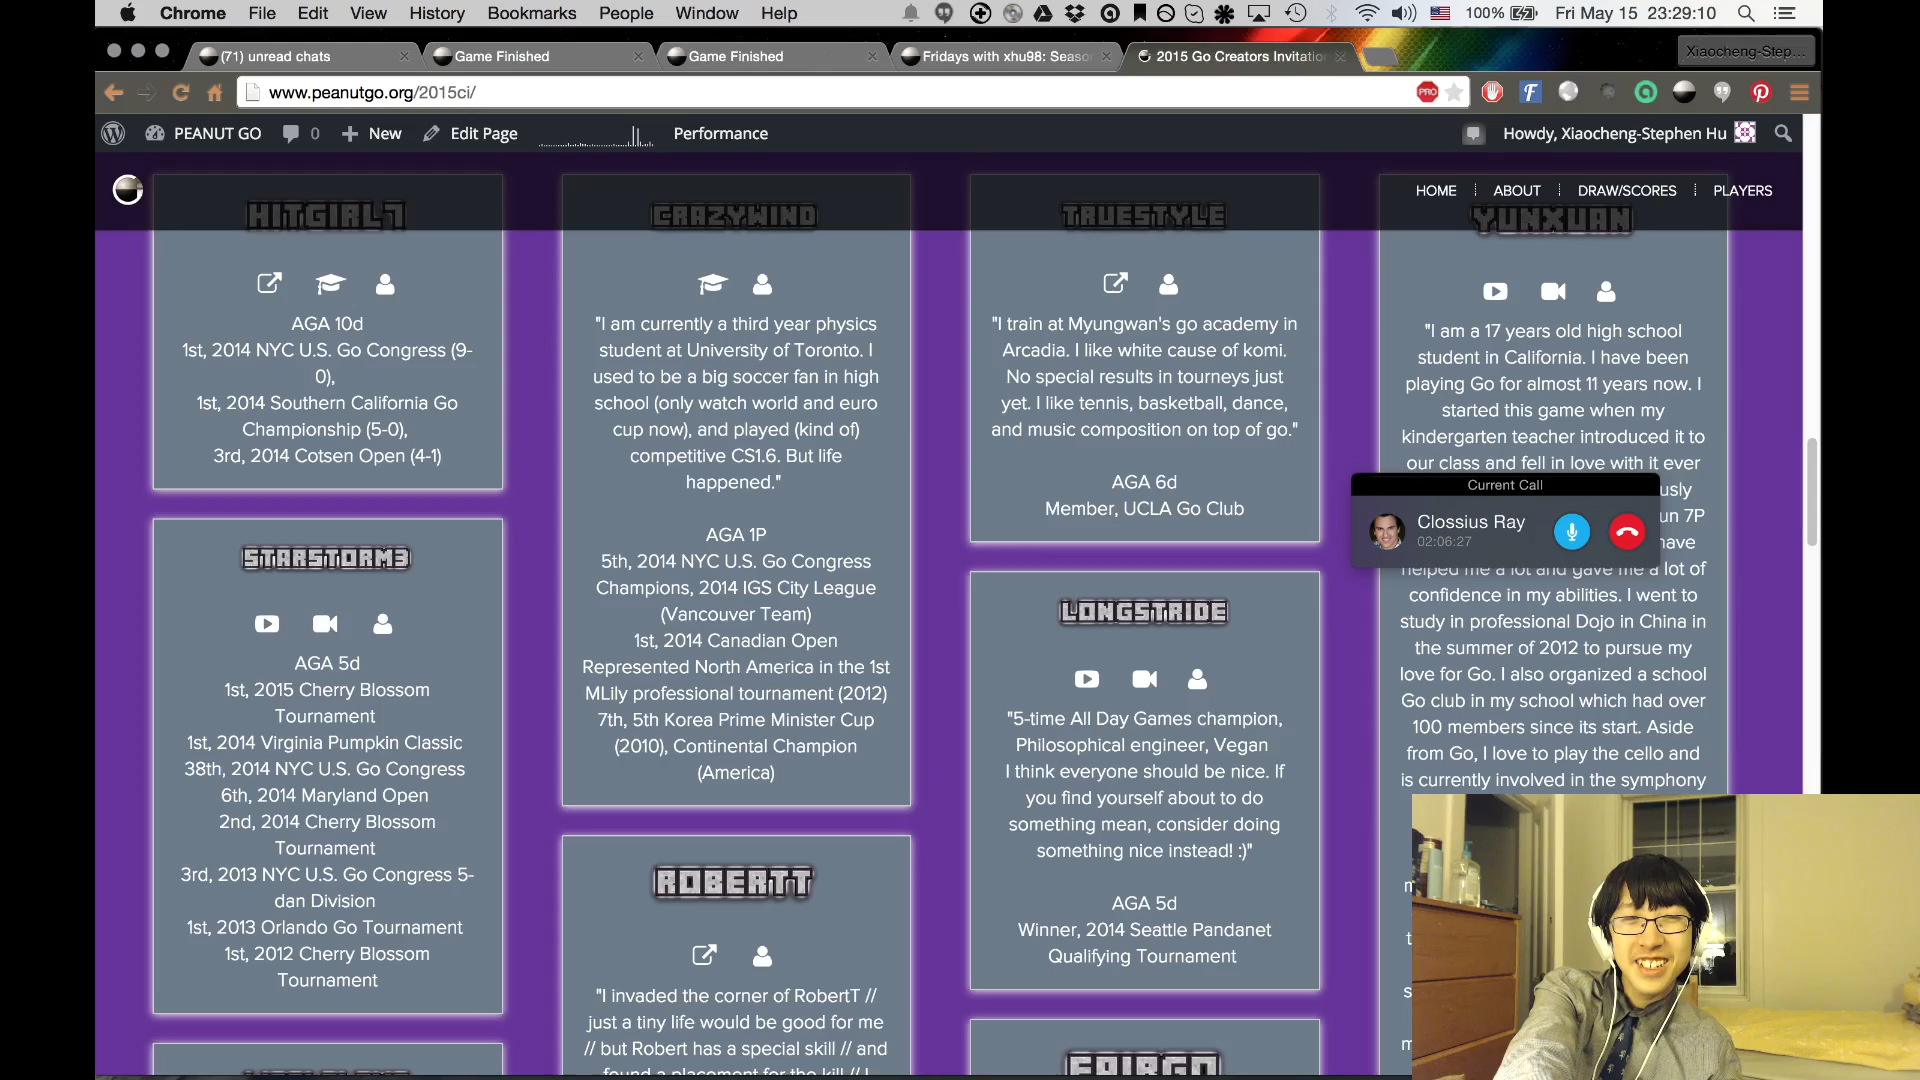 Chrome File Edit View History Bookmarks People Window Help 100% Fri May 15 23:29:10
(71) unread chats Game Finished Game Finished Fridays with xhu98: Seaso 2015 Go Creators Invitatio Xiaocheng-Step...
www.peanutgo.org/2015ci/ PRO
PEANUT GO 0 New Edit Page Performance Howdy, Xiaocheng-Stephen Hu
HOME ABOUT DRAW/SCORES PLAYERS
HITGIRL7
AGA 10d
1st, 2014 NYC U.S. Go Congress (9-
0),
1st, 2014 Southern California Go
Championship (5-0),
3rd, 2014 Cotsen Open (4-1)
STARSTORM3
AGA 5d
1st, 2015 Cherry Blossom
Tournament
1st, 2014 Virginia Pumpkin Classic
38th, 2014 NYC U.S. Go Congress
6th, 2014 Maryland Open
2nd, 2014 Cherry Blossom
Tournament
3rd, 2013 NYC U.S. Go Congress 5-
dan Division
1st, 2013 Orlando Go Tournament
1st, 2012 Cherry Blossom
Tournament
CRAZYWIND
"I am currently a third year physics
student at University of Toronto. I
used to be a big soccer fan in high
school (only watch world and euro
cup now), and played (kind of)
competitive CS1.6. But life
happened."
AGA 1P
5th, 2014 NYC U.S. Go Congress
Champions, 2014 IGS City League
(Vancouver Team)
1st, 2014 Canadian Open
Represented North America in the 1st
MLily professional tournament (2012)
7th, 5th Korea Prime Minister Cup
(2010), Continental Champion
(America)
ROBERTT
"I invaded the corner of RobertT //
just a tiny life would be good for me
// but Robert has a special skill // and
found a placement for the kill // I
TRUESTYLE
"I train at Myungwan's go academy in
Arcadia. I like white cause of komi.
No special results in tourneys just
yet. I like tennis, basketball, dance,
and music composition on top of go."
AGA 6d
Member, UCLA Go Club
LONGSTRIDE
"5-time All Day Games champion,
Philosophical engineer, Vegan
I think everyone should be nice. If
you find yourself about to do
something mean, consider doing
something nice instead! :)"
AGA 5d
Winner, 2014 Seattle Pandanet
Qualifying Tournament
FAIRGO
YUNXUAN
"I am a 17 years old high school
student in California. I have been
playing Go for almost 11 years now. I
started this game when my
kindergarten teacher introduced it to
our class and fell in love with it ever
usly
un 7P
have
helped me a lot and gave me a lot of
confidence in my abilities. I went to
study in professional Dojo in China in
the summer of 2012 to pursue my
love for Go. I also organized a school
Go club in my school which had over
100 members since its start. Aside
from Go, I love to play the cello and
is currently involved in the symphony
Current Call
Clossius Ray
02:06:27